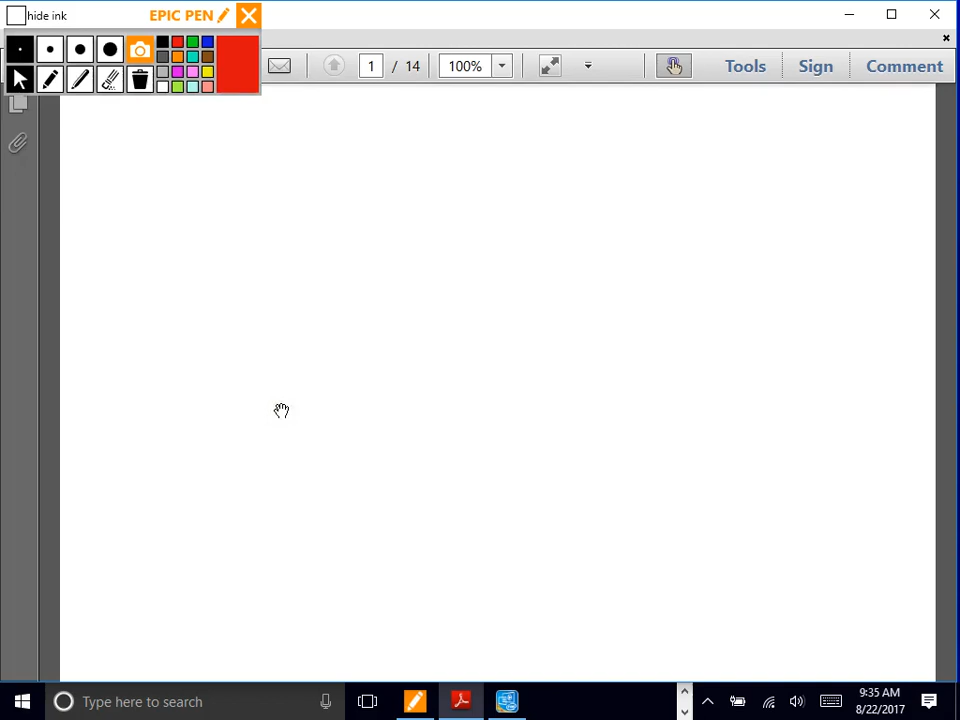 hide ink
EPIC PEN
1 / 14
100%
Tools
Sign
Comment
Type here to search
9:35 AM
8/22/2017